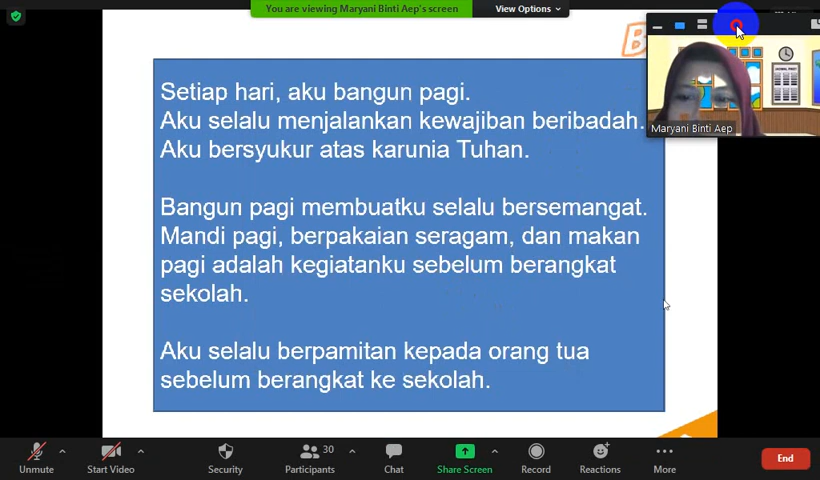 You are viewing Maryani Binti Aep's screen
View Options
Setiap hari, aku bangun pagi.
Aku selalu menjalankan kewajiban beribadah.
Aku bersyukur atas karunia Tuhan.
Bangun pagi membuatku selalu bersemangat.
Mandi pagi, berpakaian seragam, dan makan
pagi adalah kegiatanku sebelum berangkat
sekolah.
Aku selalu berpamitan kepada orang tua
sebelum berangkat ke sekolah.
Maryani Binti Aep
30
Unmute
Start Video
Security
Participants
Chat
Share Screen
Record
Reactions
More
End